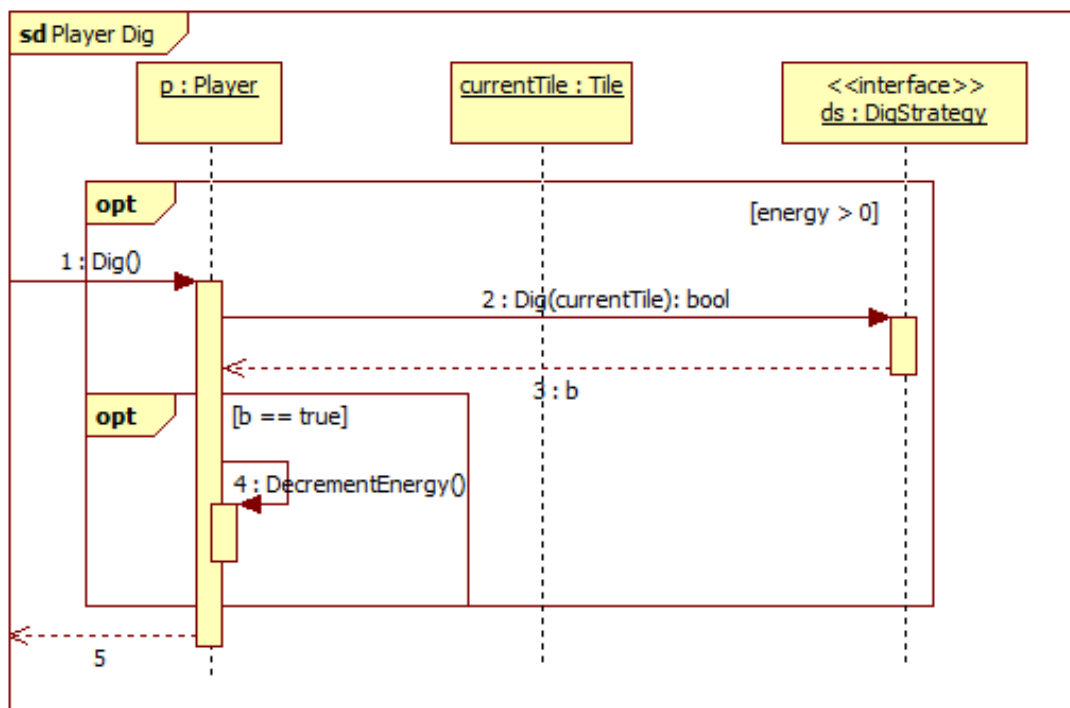 sd Player Dig
p : Player
currentTile : Tile
<<interface>>
ds : DigStrategy
opt
[energy > 0]
1 : Dig()
2 : Dig(currentTile): bool
3 : b
opt
[b == true]
4 : DecrementEnergy()
5